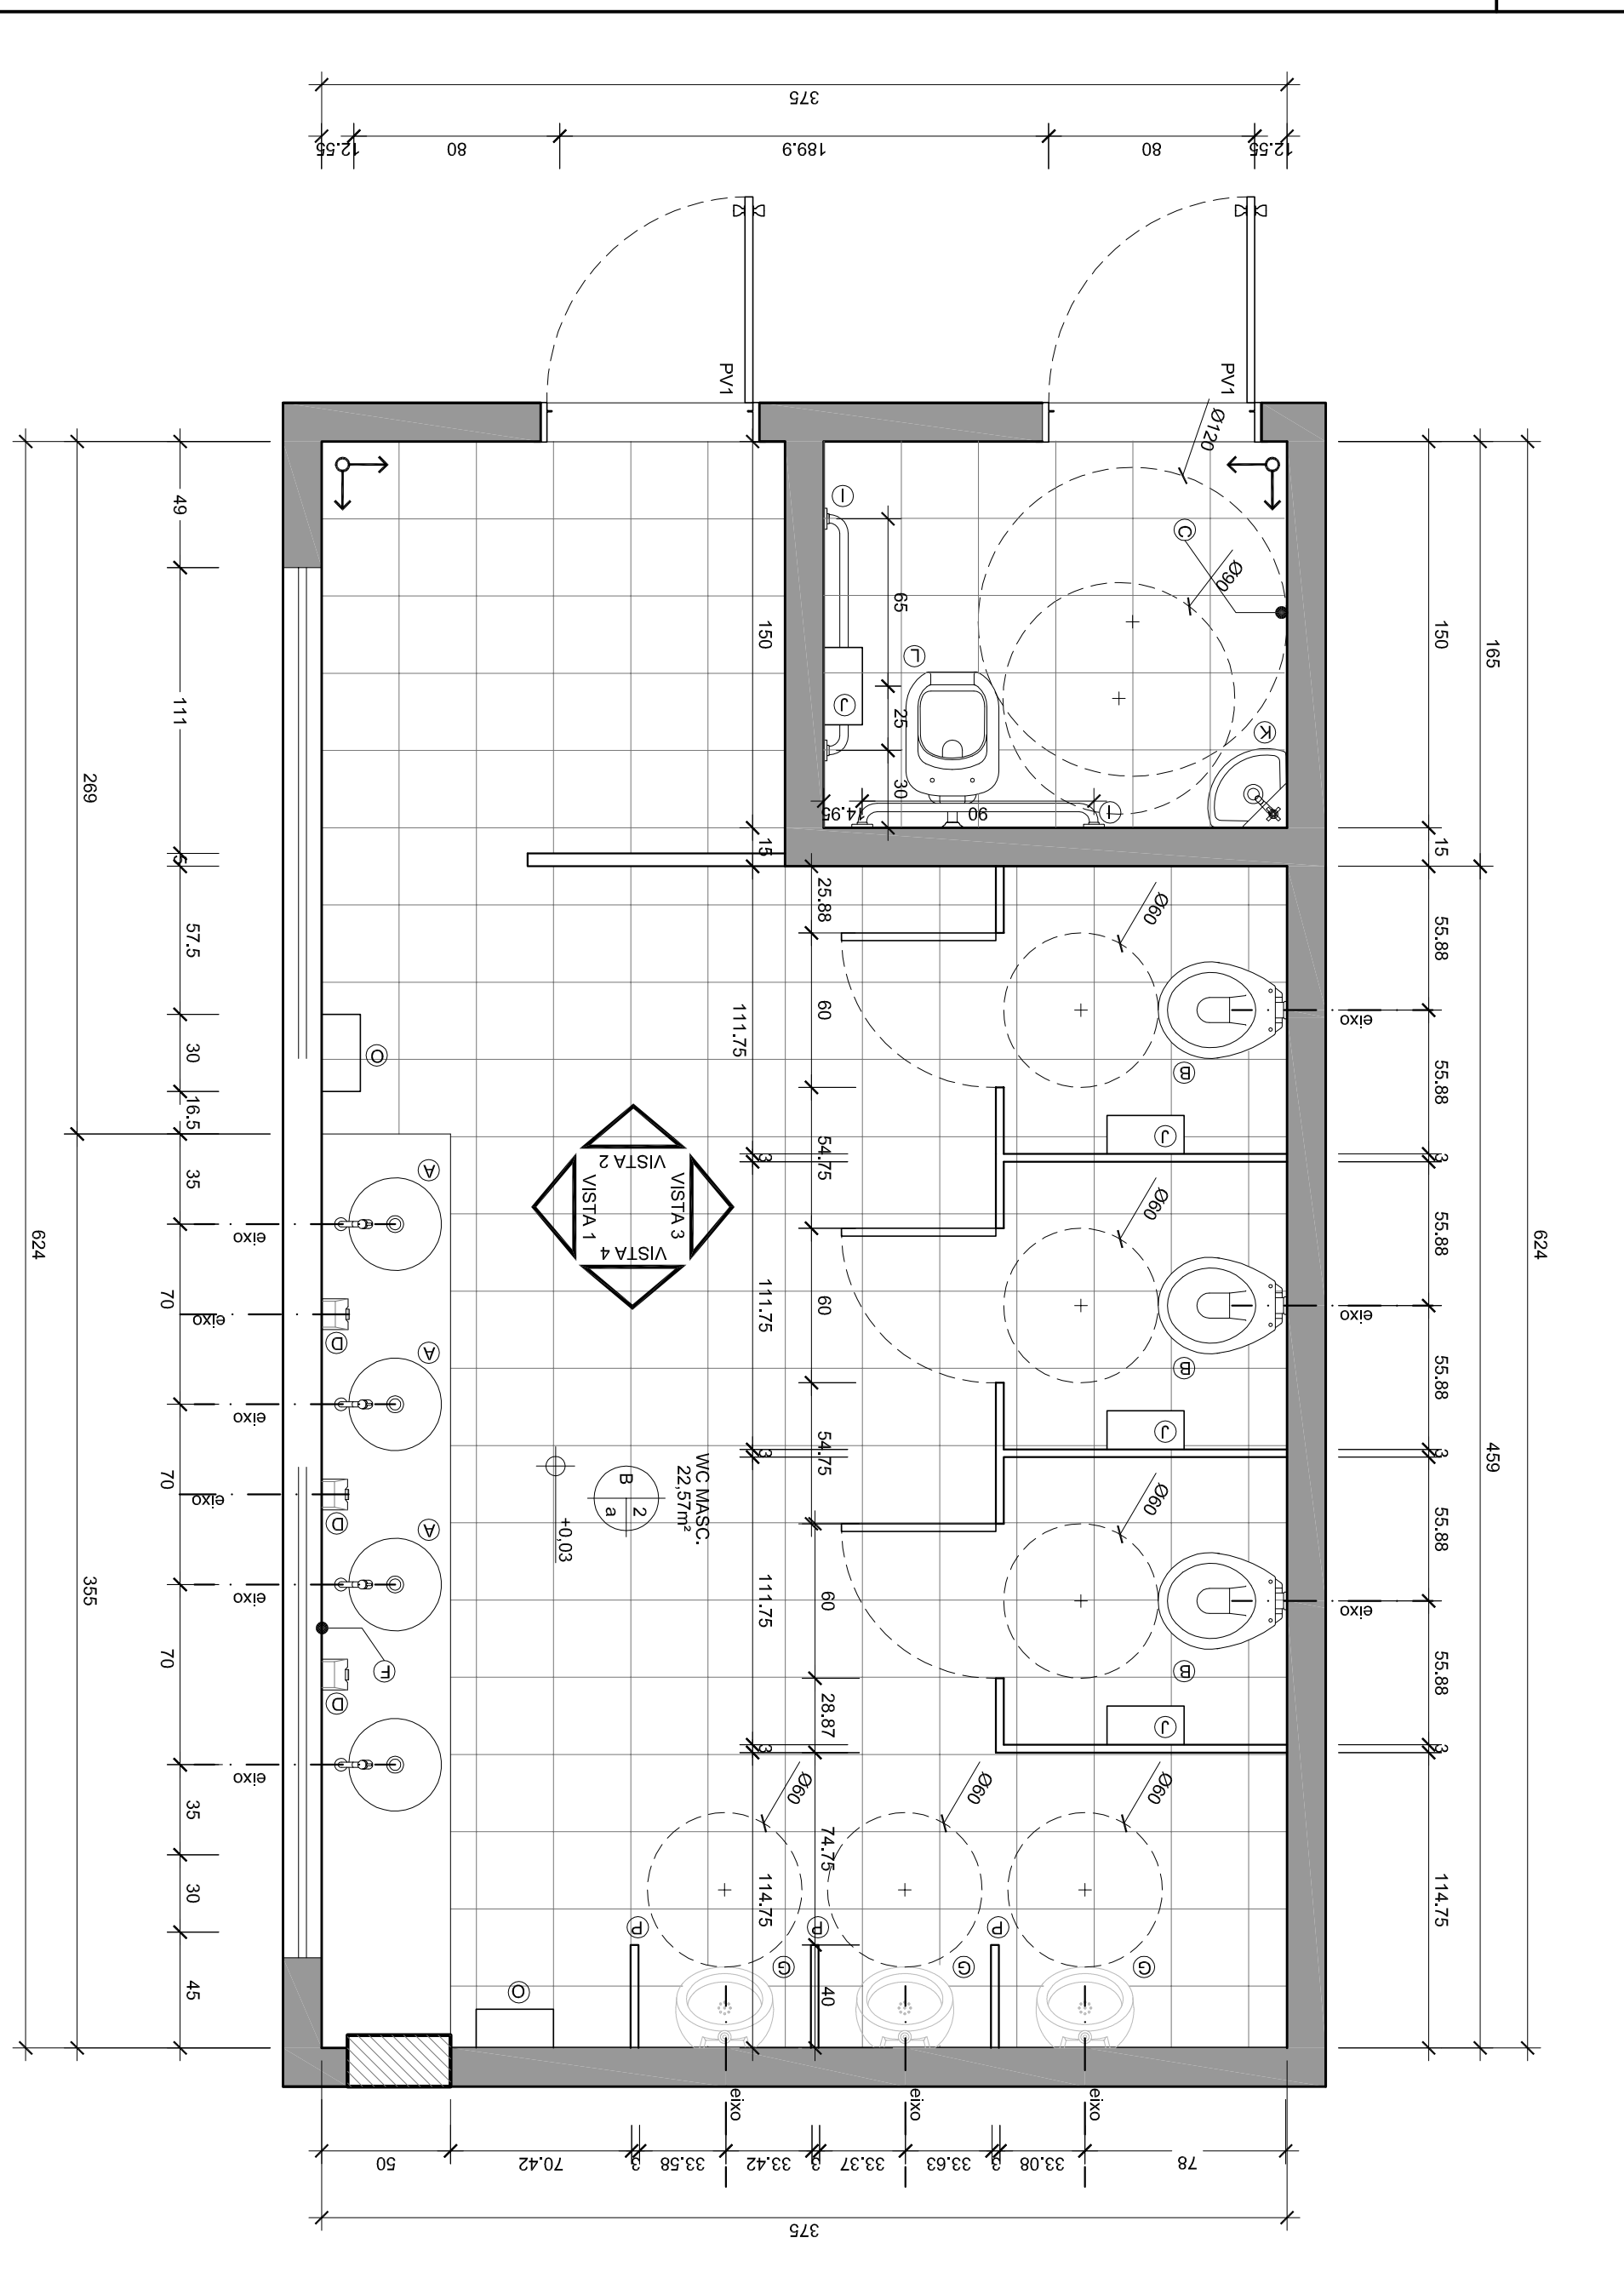 375
12.55
80
189.9
80
12.55
PV1
PV1
Ø120
C
Ø90
I
65
L
J
25
K
30
14.95
90
I
150
15
49
111
5
57.5
30
16.5
35
70
70
70
35
30
45
269
355
624
150
15
55.88
55.88
3
55.88
55.88
3
55.88
55.88
3
114.75
165
459
624
25.88
60
54.75
60
54.75
60
28.87
74.75
40
111.75
3
111.75
3
111.75
3
114.75
Ø60
eixo
B
J
Ø60
eixo
B
J
Ø60
eixo
B
J
O
VISTA 2
VISTA 1
VISTA 3
VISTA 4
A
eixo
D
eixo
A
eixo
D
eixo
A
eixo
F
D
eixo
WC MASC.
22,57m²
B
2
a
+0,03
Ø60
Ø60
Ø60
P
P
P
G
G
G
O
eixo
eixo
eixo
50
70.42
3
33.58
33.42
3
33.37
33.63
3
33.08
78
375